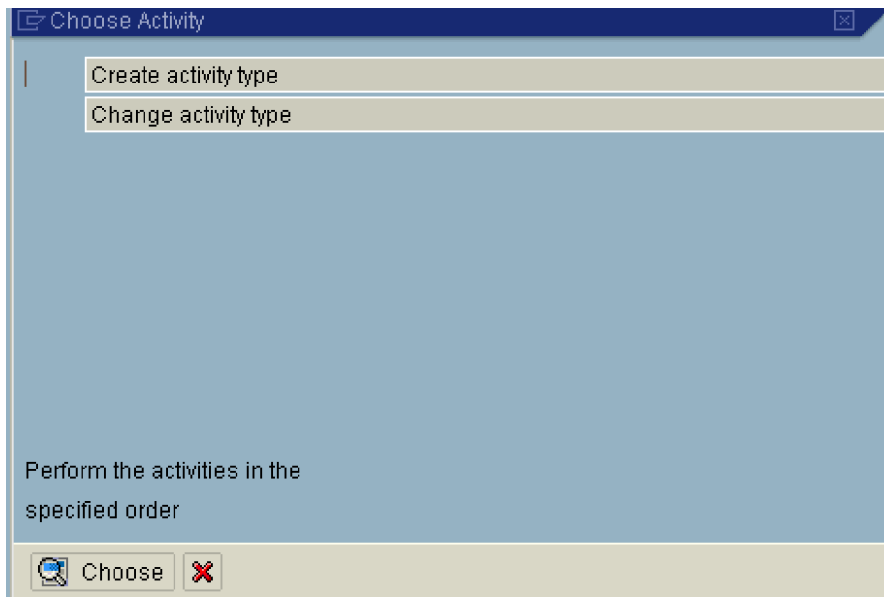 Choose Activity
Create activity type
Change activity type
Perform the activities in the
specified order
Choose